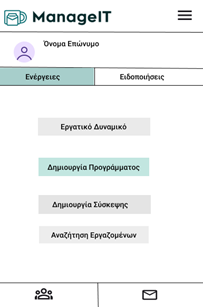 ManageIT
Όνομα Επώνυμο
Ενέργειες
Ειδοποιήσεις
Εργατικό Δυναμικό
Δημιουργία Προγράμματος
Δημιουργία Σύσκεψης
Αναζήτηση Εργαζομένων